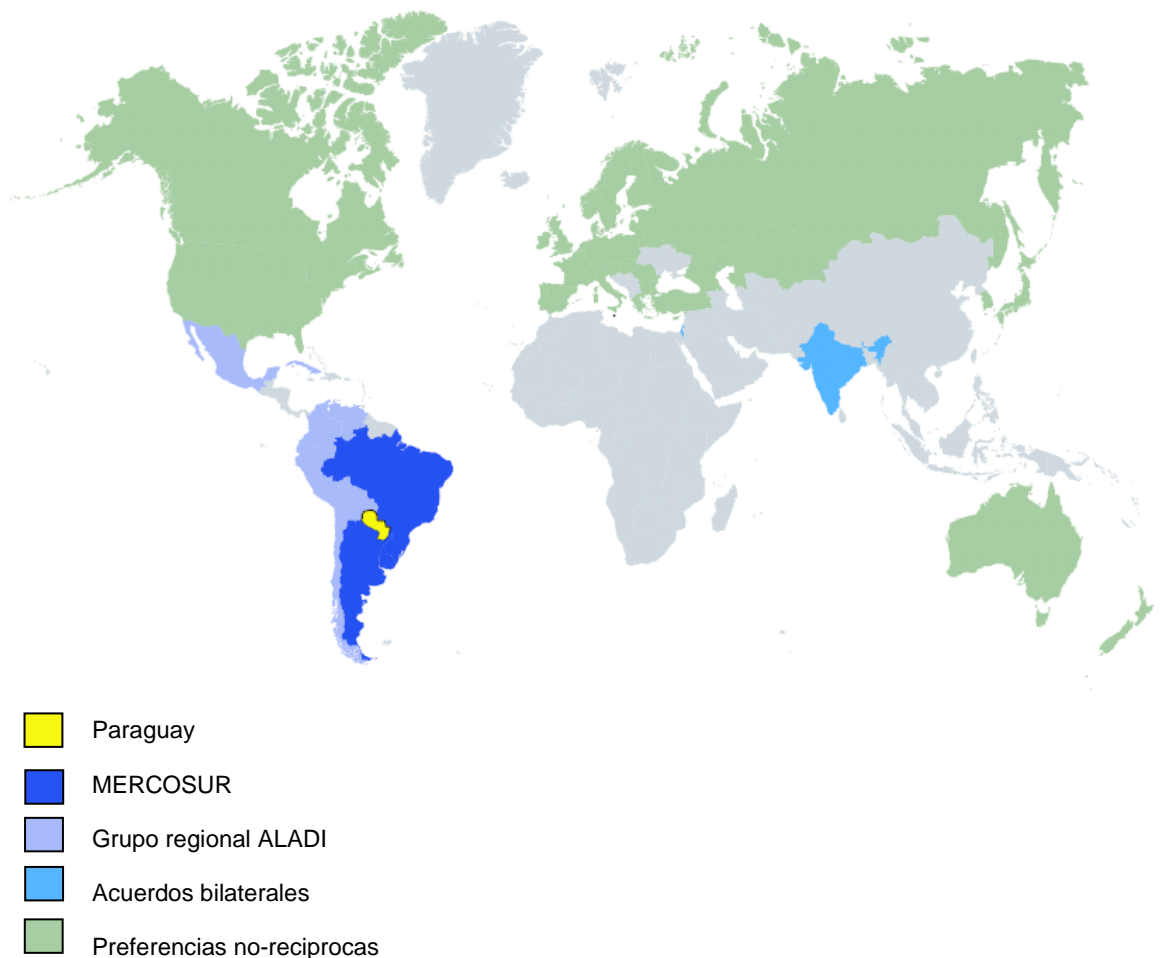 Paraguay
MERCOSUR
Grupo regional ALADI
Acuerdos bilaterales
Preferencias no-reciprocas